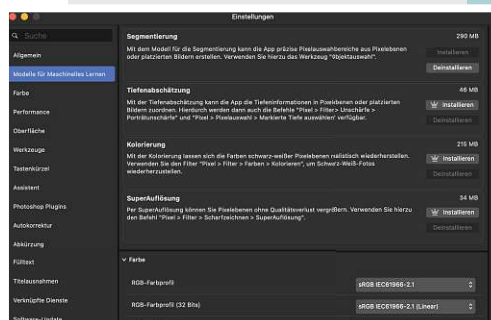 Einstellungen
Suche
Allgemein
Modelle für Maschinelles Lernen
Farbe
Performance
Oberfläche
Werkzeuge
Tastenkürzel
Assistent
Photoshop Plugins
Autokorrektur
Abkürzung
Fülltext
Titelausnahmen
Verknüpfte Dienste
Software-Update
Segmentierung
290 MB
Mit dem Modell für die Segmentierung kann die App präzise Pixelauswahbereiche aus Pixelebenen
oder platzierten Bildern erstellen. Verwenden Sie hierzu das Werkzeug "Objektauswahl".
Installieren
Deinstallieren
Tiefenabschätzung
46 MB
Mit der Tiefenabschätzung kann die App die Tiefeninformationen in Pixelebenen oder platzierten
Bildern zuordnen. Hierdurch werden dann auch die Befehle "Pixel > Filter> Unschärfe >
Porträtunschärfe" und "Pixel > Pixelauswahl > Markierte Tiefe auswählen" verfügbar.
Installieren
Deinstallieren
Kolorierung
215 MB
Mit der Kolorierung lassen sich die Farben schwarz-weißer Pixelebenen realistisch wiederherstellen.
Verwenden Sie den Filter "Pixel > Filter > Farben > Kolorieren", um Schwarz-Weiß-Fotos
wiederherzustellen.
Installieren
Deinstallieren
SuperAuflösung
34 MB
Per SuperAuflösung können Sie Pixelebenen ohne Qualitätsverlust vergrößern. Verwenden Sie hierzu
den Befehl "Pixel > Filter > Scharfzeichnen > SuperAuflösung".
Installieren
Deinstallieren
Farbe
RGB-Farbprofil
sRGB IEC61966-2.1
RGB-Farbprofil (32 Bits)
sRGB IEC61966-2.1 (Linear)